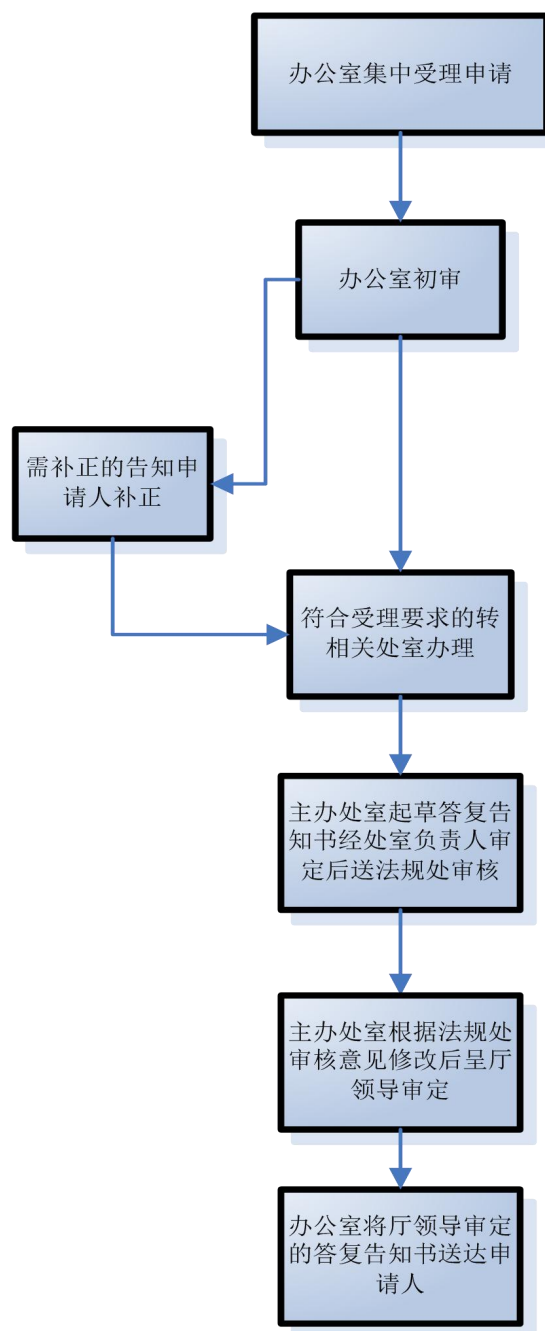 办公室集中受理申请
办公室初审
需补正的告知申
请人补正
符合受理要求的转
相关处室办理
主办处室起草答复告
知书经处室负责人审
定后送法规处审核
主办处室根据法规处
审核意见修改后呈厅
领导审定
办公室将厅领导审定
的答复告知书送达申
请人